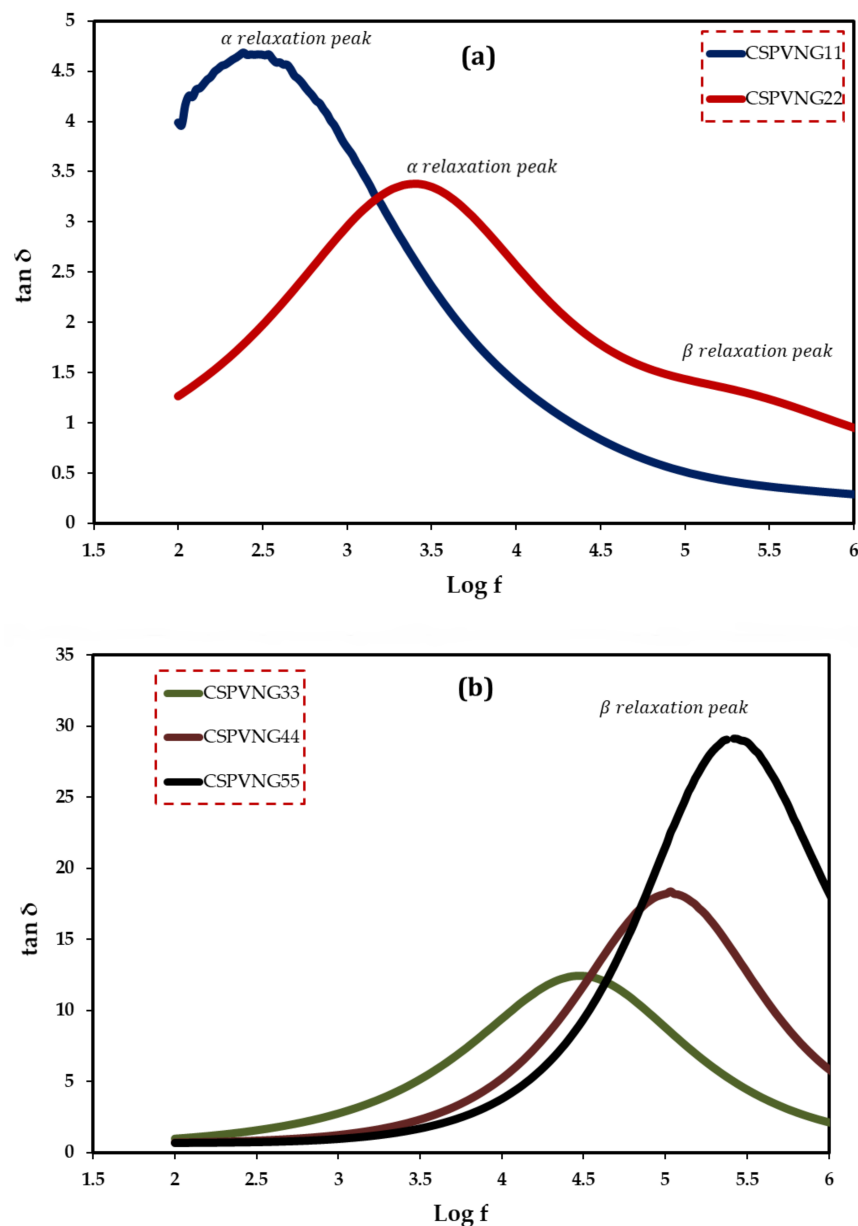 α relaxation peak
(a)
CSPVNG11
CSPVNG22
α relaxation peak
β relaxation peak
5
4.5
4
3.5
3
2.5
2
1.5
1
0.5
0
tan δ
1.5 2 2.5 3 3.5 4 4.5 5 5.5 6
Log f
(b)
CSPVNG33
CSPVNG44
CSPVNG55
β relaxation peak
35
30
25
20
15
10
5
0
tan δ
1.5 2 2.5 3 3.5 4 4.5 5 5.5 6
Log f